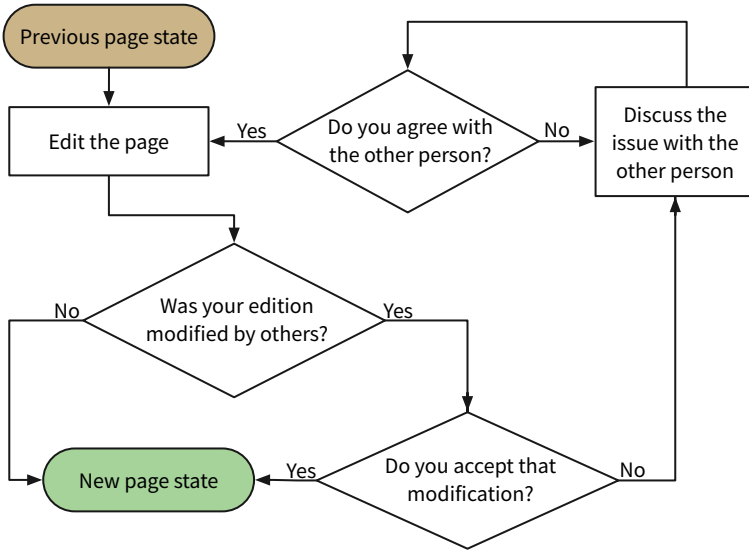 Previous page state
Edit the page
Yes
Do you agree with
the other person?
No
Discuss the
issue with the
other person
No
Was your edition
modified by others?
Yes
New page state
Yes
Do you accept that
modification?
No